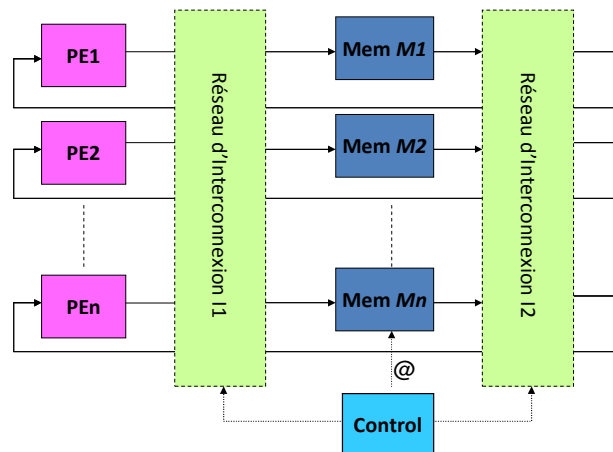 PE1
Mem M1
PE2
Mem M2
PEn
Mem Mn
Réseau d'Interconnexion I1
Réseau d'Interconnexion I2
@
Control